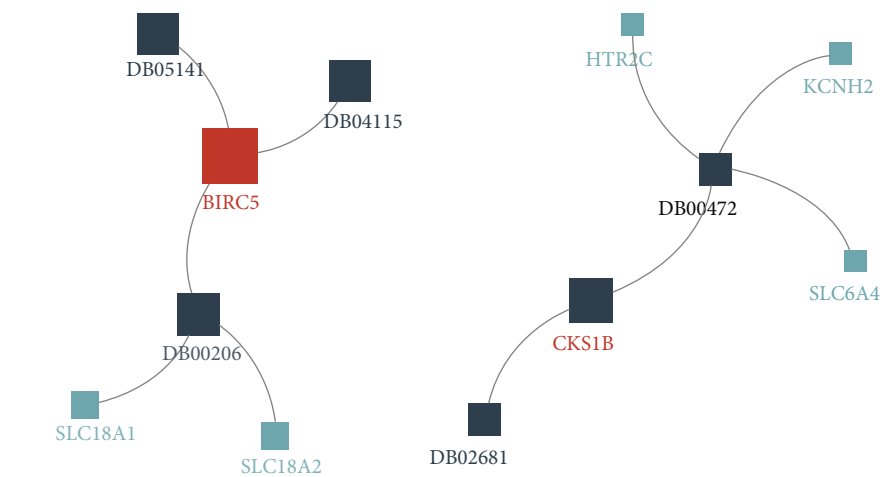 DB05141
DB04115
BIRC5
DB00206
SLC18A1
SLC18A2
HTR2C
KCNH2
DB00472
SLC6A4
CKS1B
DB02681